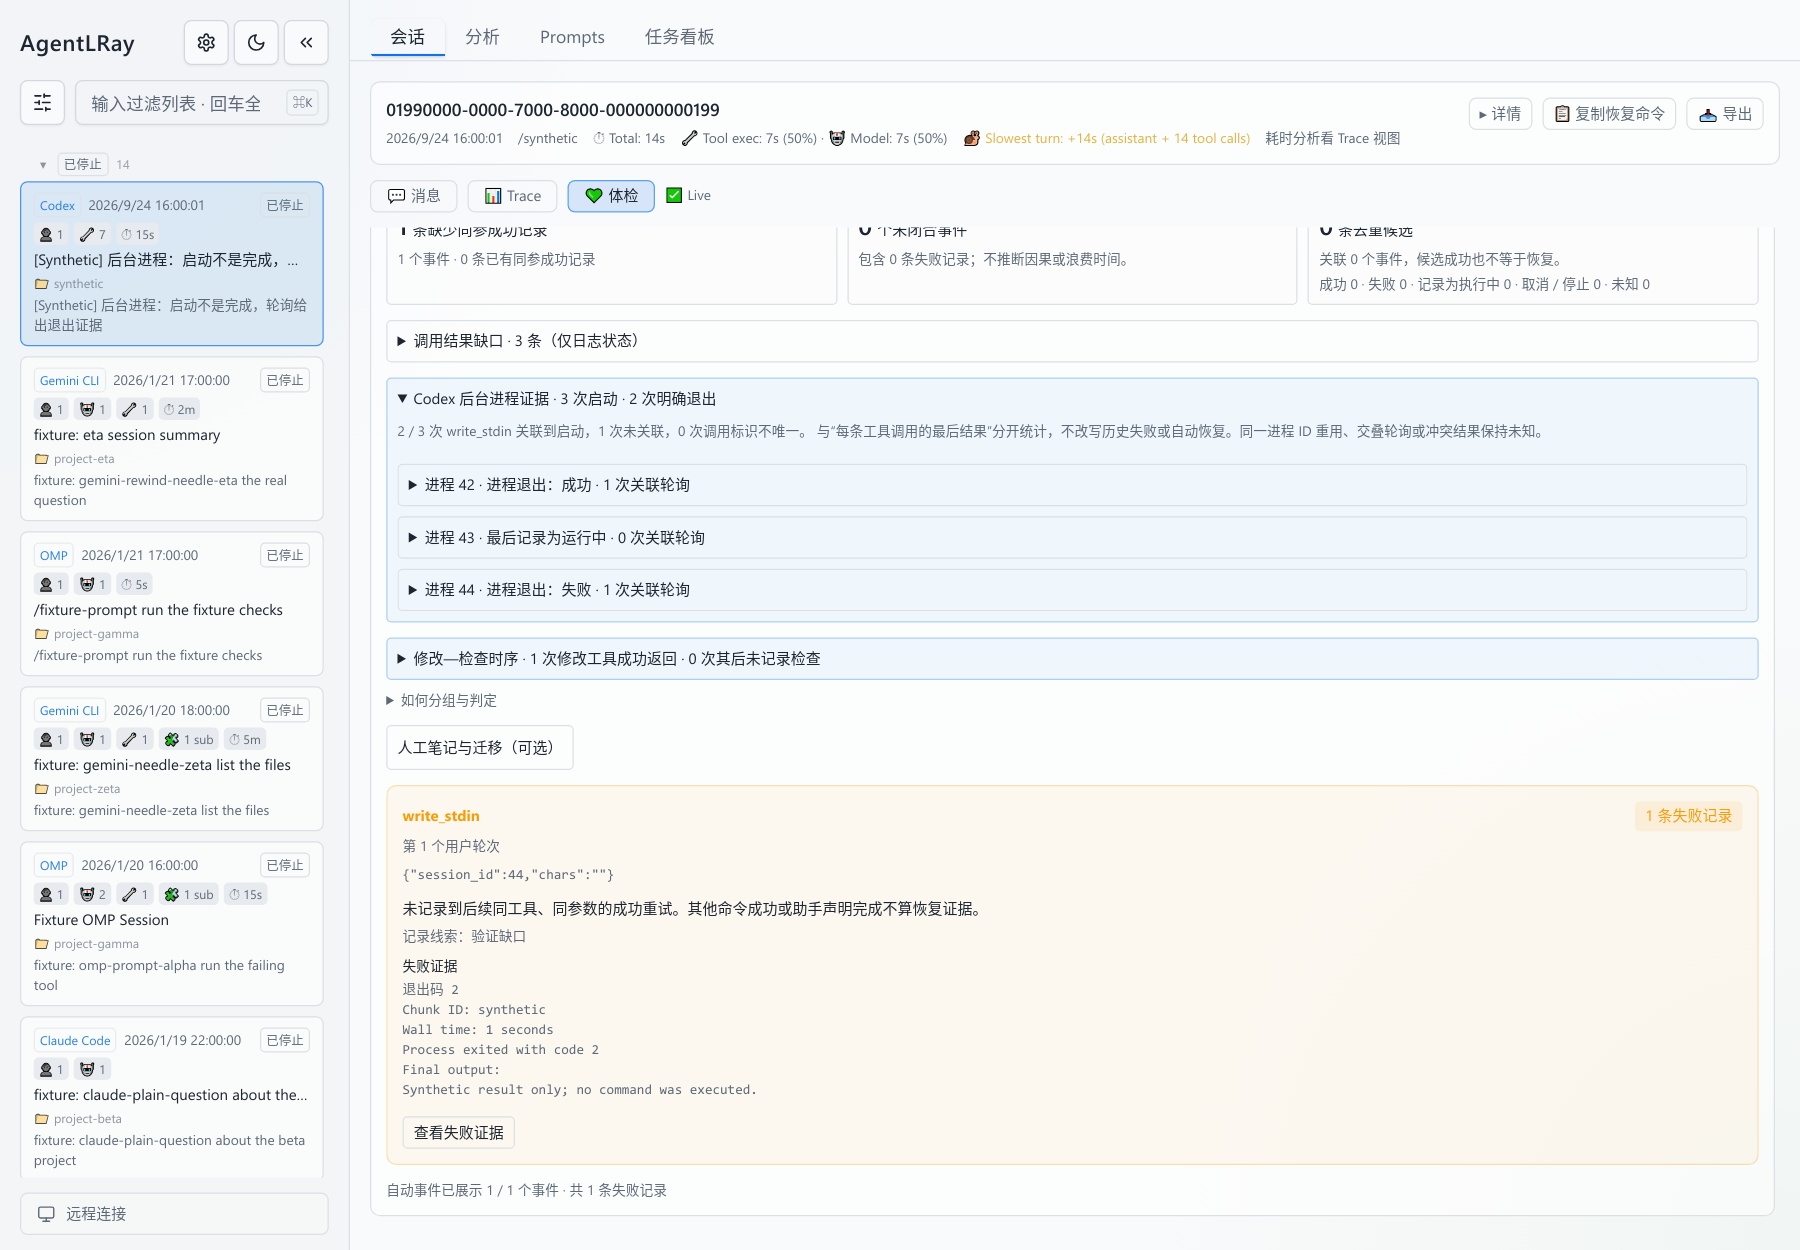 AgentLRay
输入过滤列表 · 回车全
⌘K
▼ 已停止 14
Codex 2026/9/24 16:00:01 已停止
1 7 15s
[Synthetic] 后台进程：启动不是完成，...
synthetic
[Synthetic] 后台进程：启动不是完成，轮询给
出退出证据
Gemini CLI 2026/1/21 17:00:00 已停止
1 1 1 2m
fixture: eta session summary
project-eta
fixture: gemini-rewind-needle-eta the real
question
OMP 2026/1/21 17:00:00 已停止
1 1 5s
/fixture-prompt run the fixture checks
project-gamma
/fixture-prompt run the fixture checks
Gemini CLI 2026/1/20 18:00:00 已停止
1 1 1 1 sub 5m
fixture: gemini-needle-zeta list the files
project-zeta
fixture: gemini-needle-zeta list the files
OMP 2026/1/20 16:00:00 已停止
1 2 1 1 sub 15s
Fixture OMP Session
project-gamma
fixture: omp-prompt-alpha run the failing
tool
Claude Code 2026/1/19 22:00:00 已停止
1 1
fixture: claude-plain-question about the...
project-beta
fixture: claude-plain-question about the beta
project
远程连接
会话 分析 Prompts 任务看板
01990000-0000-7000-8000-000000000199
2026/9/24 16:00:01 /synthetic Total: 14s Tool exec: 7s (50%) · Model: 7s (50%) Slowest turn: +14s (assistant + 14 tool calls) 耗时分析看 Trace 视图
▸ 详情 复制恢复命令 导出
消息 Trace 体检 Live
1 条缺少同参成功记录
1 个事件 · 0 条已有同参成功记录
0 个未闭合事件
包含 0 条失败记录；不推断因果或浪费时间。
0 条去重候选
关联 0 个事件，候选成功也不等于恢复。
成功 0 · 失败 0 · 记录为执行中 0 · 取消 / 停止 0 · 未知 0
▶ 调用结果缺口 · 3 条（仅日志状态）
▼ Codex 后台进程证据 · 3 次启动 · 2 次明确退出
2 / 3 次 write_stdin 关联到启动，1 次未关联，0 次调用标识不唯一。 与“每条工具调用的最后结果”分开统计，不改写历史失败或自动恢复。同一进程 ID 重用、交叠轮询或冲突结果保持未知。
▶ 进程 42 · 进程退出：成功 · 1 次关联轮询
▶ 进程 43 · 最后记录为运行中 · 0 次关联轮询
▶ 进程 44 · 进程退出：失败 · 1 次关联轮询
▶ 修改—检查时序 · 1 次修改工具成功返回 · 0 次其后未记录检查
▶ 如何分组与判定
人工笔记与迁移（可选）
write_stdin
1 条失败记录
第 1 个用户轮次
{"session_id":44,"chars":""}
未记录到后续同工具、同参数的成功重试。其他命令成功或助手声明完成不算恢复证据。
记录线索：验证缺口
失败证据
退出码 2
Chunk ID: synthetic
Wall time: 1 seconds
Process exited with code 2
Final output:
Synthetic result only; no command was executed.
查看失败证据
自动事件已展示 1 / 1 个事件 · 共 1 条失败记录